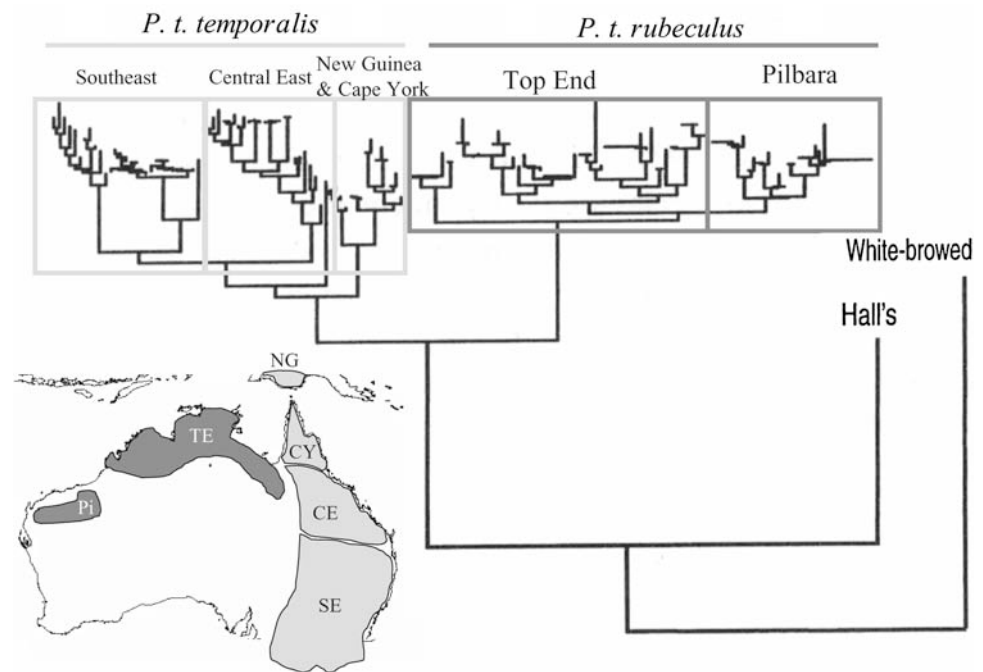 P. t. temporalis
P. t. rubeculus
Southeast
Central East
New Guinea
& Cape York
Top End
Pilbara
White-browed
Hall's
NG
TE
CY
Pi
CE
SE